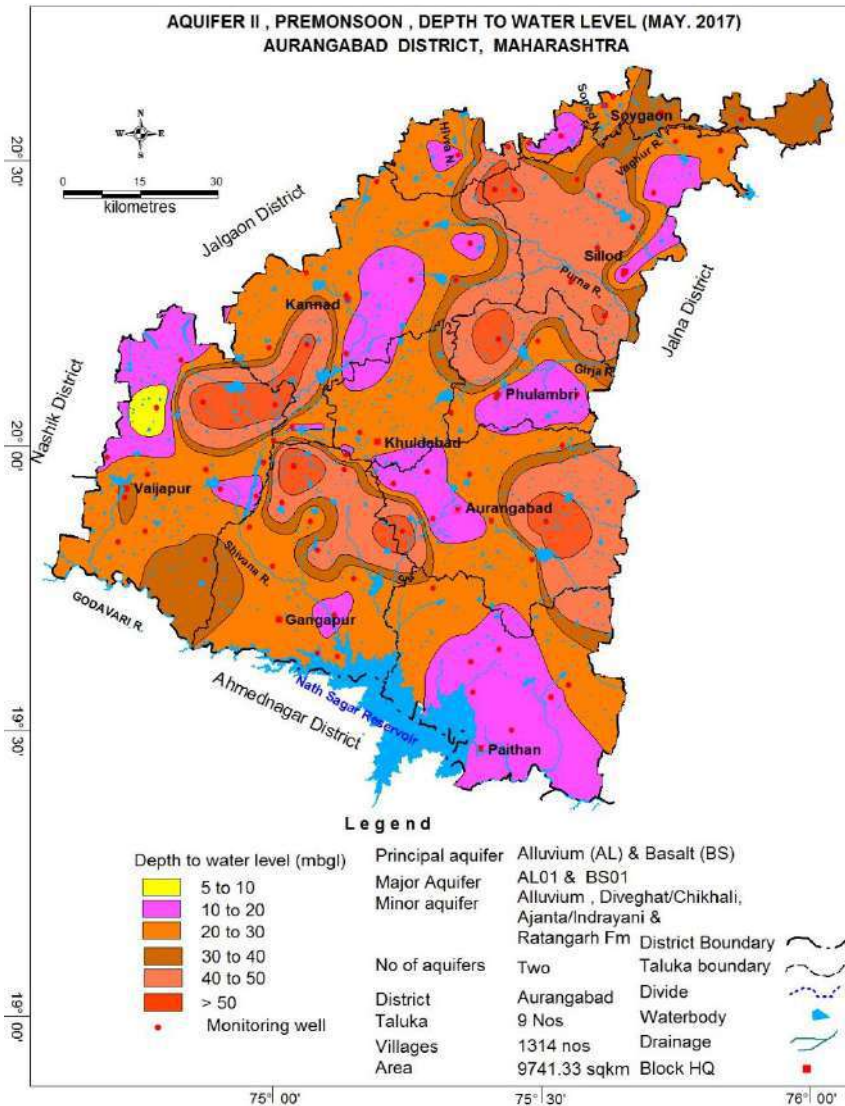 AQUIFER II , PREMONSOON , DEPTH TO WATER LEVEL (MAY. 2017)
AURANGABAD DISTRICT, MAHARASHTRA
N
W E
S
0 15 30
kilometres
20° 30'
20° 00'
19° 30'
19° 00'
Soygaon
Hivra N.
Vaghur R.
Jalgaon District
Sillod
Purna R.
Jalna District
Kannad
Girja R.
Phulambri
Nashik District
Khuldabad
Vaijapur
Aurangabad
Shivana R.
GODAVARI R.
Gangapur
Nath Sagar Reservoir
Ahmednagar District
Paithan
Legend
Depth to water level (mbgl)
5 to 10
10 to 20
20 to 30
30 to 40
40 to 50
> 50
Monitoring well
Principal aquifer Alluvium (AL) & Basalt (BS)
Major Aquifer AL01 & BS01
Minor aquifer Alluvium , Diveghat/Chikhali,
Ajanta/Indrayani &
Ratangarh Fm
No of aquifers Two
District Aurangabad
Taluka 9 Nos
Villages 1314 nos
Area 9741.33 sqkm
District Boundary
Taluka boundary
Divide
Waterbody
Drainage
Block HQ
75° 00' 75° 30' 76° 00'